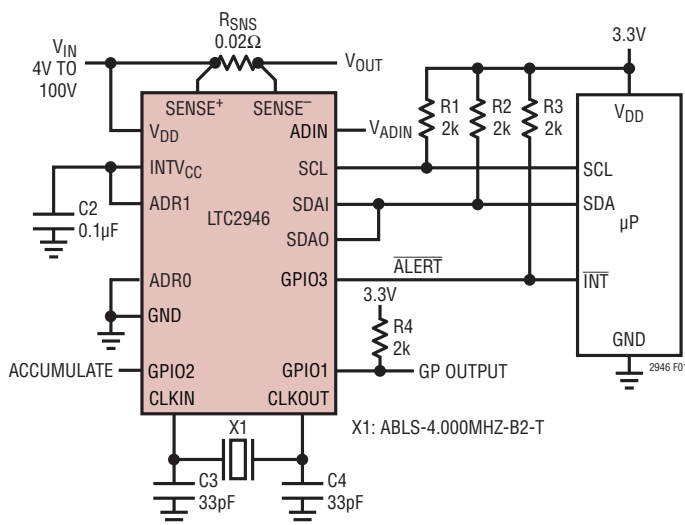 RSNS
0.02Ω
VIN
4V TO
100V
VOUT
3.3V
SENSE+ SENSE–
VDD
ADIN
VADIN
R1
2k
R2
2k
R3
2k
VDD
INTVCC
SCL
SCL
C2
0.1µF
ADR1
LTC2946
SDAI
SDA
µP
SDAO
ADR0
GPIO3
ALERT
INT
GND
3.3V
R4
2k
GND
ACCUMULATE
GPIO2
GPIO1
GP OUTPUT
2946 F01
CLKIN
CLKOUT
X1
X1: ABLS-4.000MHZ-B2-T
C3
33pF
C4
33pF